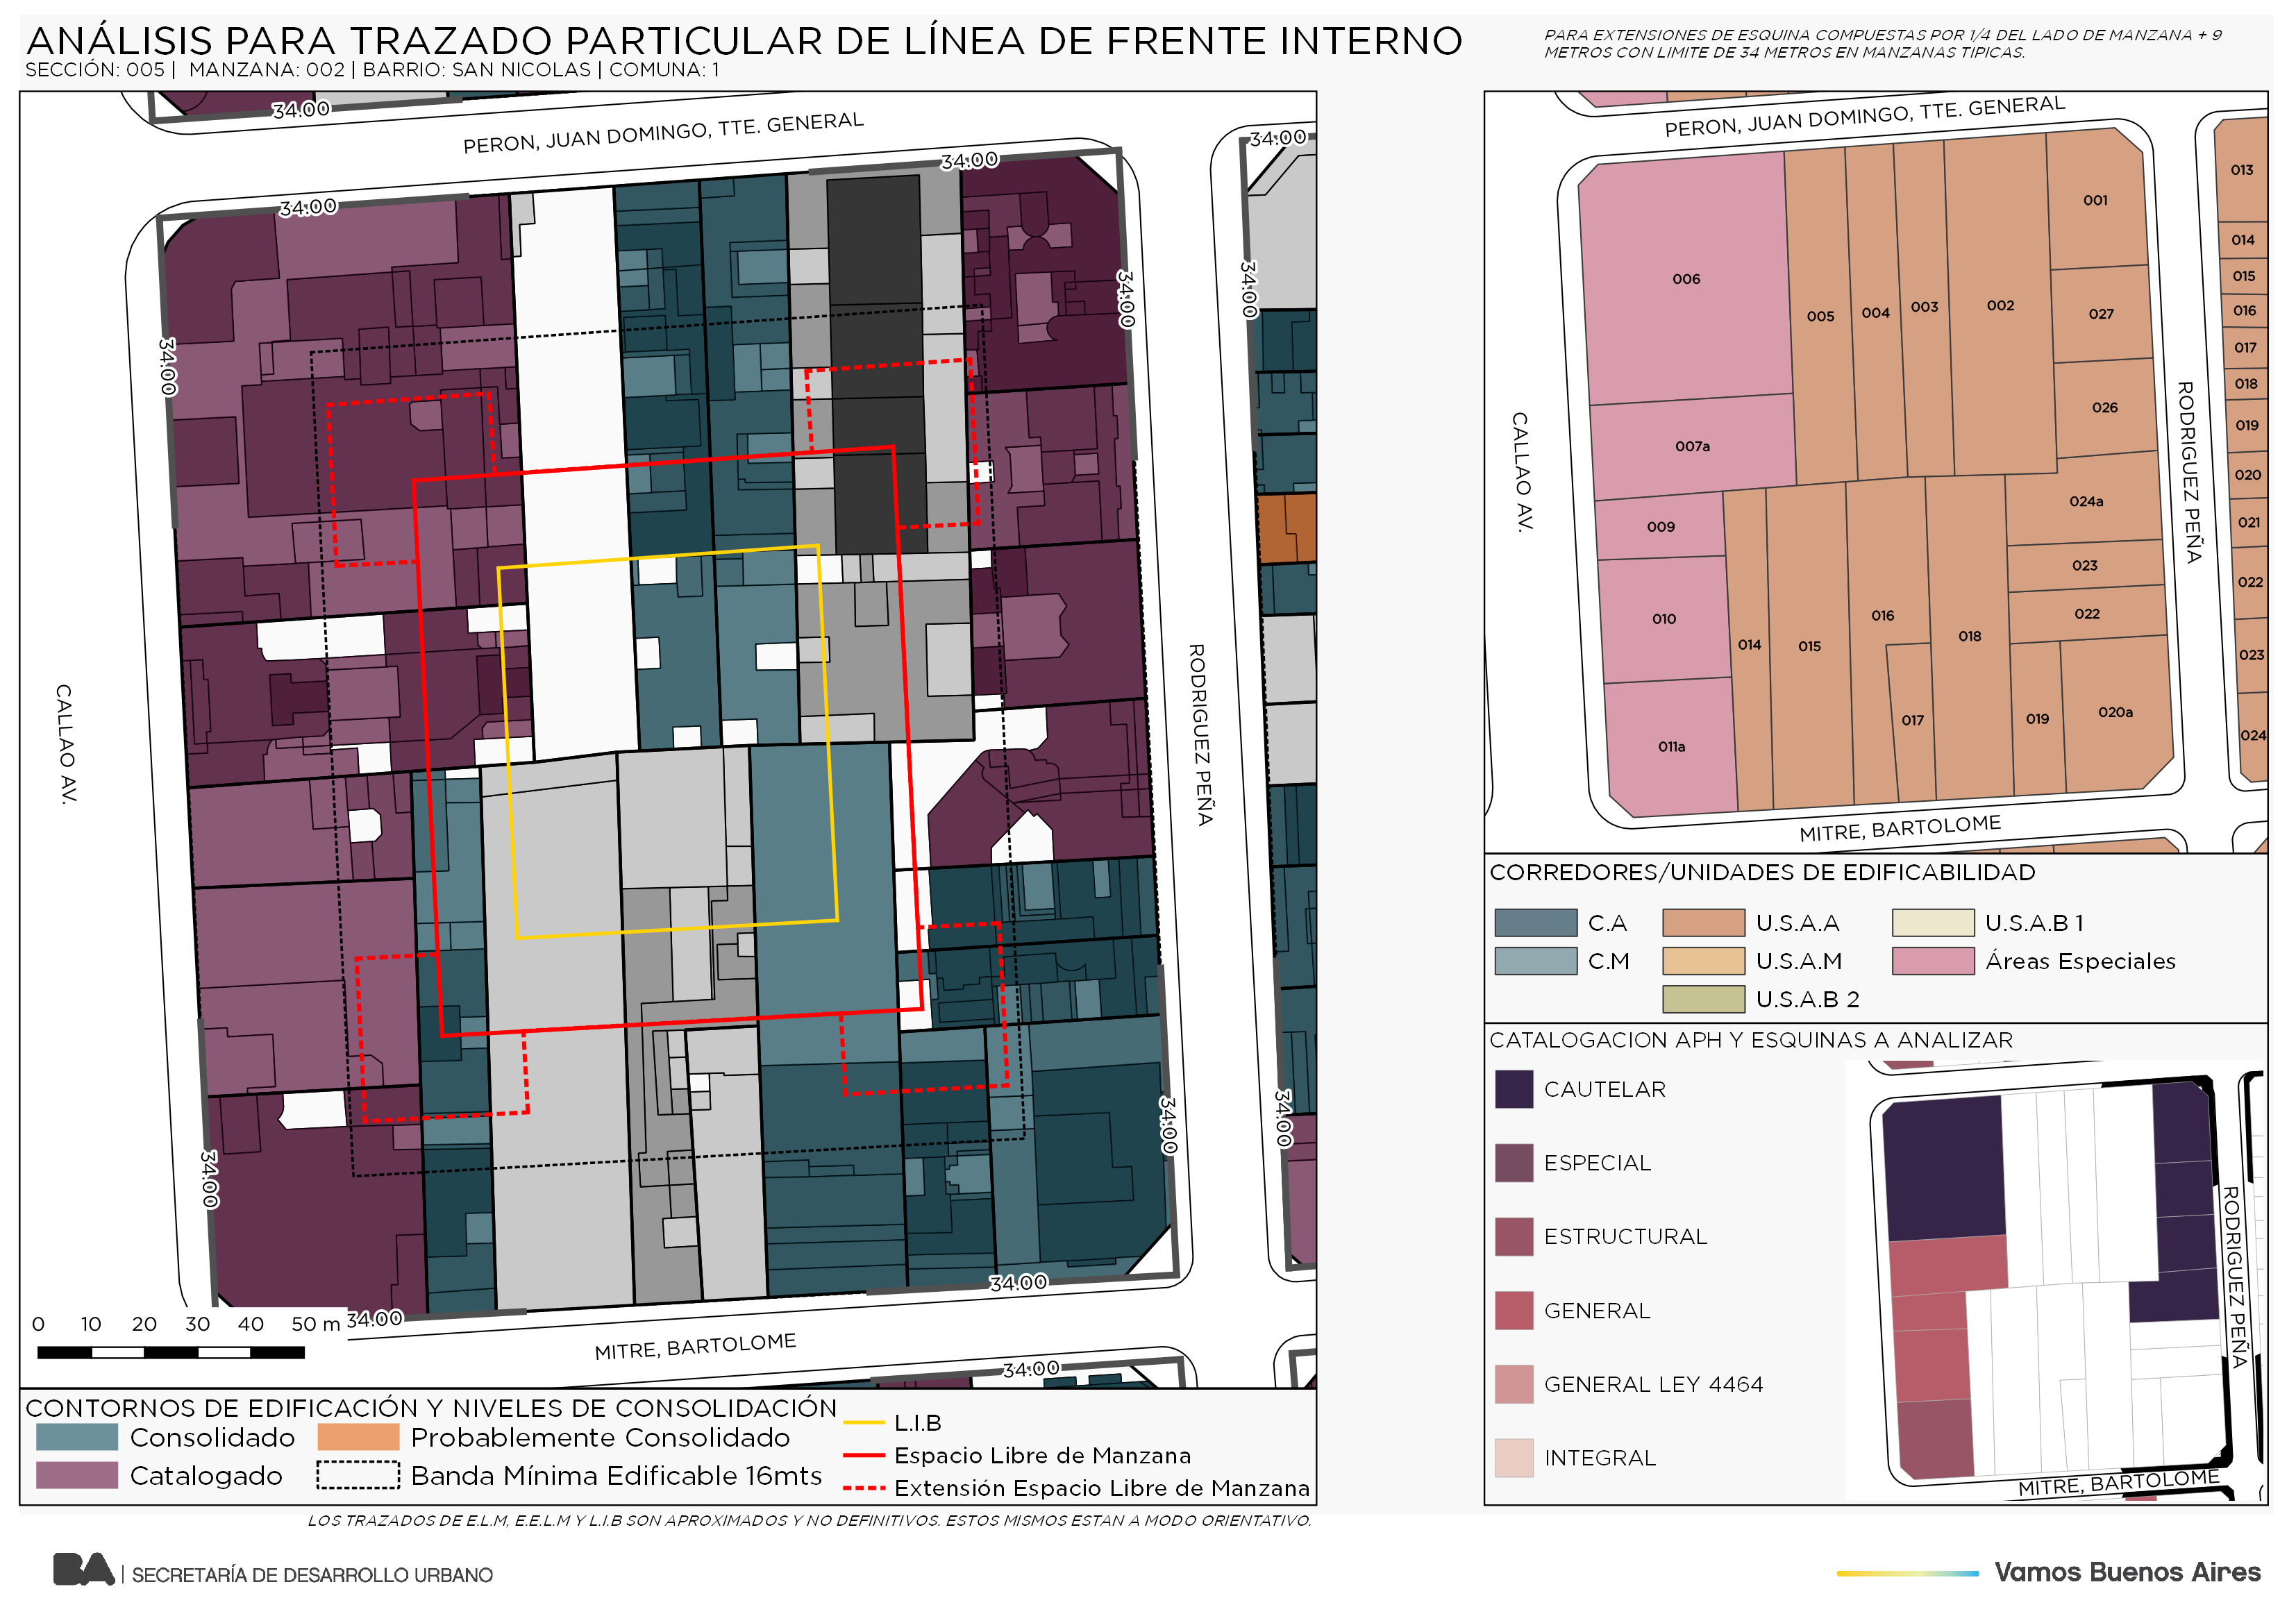 ANÁLISIS PARA TRAZADO PARTICULAR DE LÍNEA DE FRENTE INTERNO
SECCIÓN: 005 | MANZANA: 002 | BARRIO: SAN NICOLAS | COMUNA: 1
PARA EXTENSIONES DE ESQUINA COMPUESTAS POR 1/4 DEL LADO DE MANZANA + 9
METROS CON LIMITE DE 34 METROS EN MANZANAS TIPICAS.
34.00
PERON, JUAN DOMINGO, TTE. GENERAL
34.00
34.00
34.00
34.00
34.00
34.00
CALLAO AV.
RODRIGUEZ PEÑA
34.00
34.00
34.00
34.00
34.00
MITRE, BARTOLOME
34.00
0 10 20 30 40 50 m
CONTORNOS DE EDIFICACIÓN Y NIVELES DE CONSOLIDACIÓN
Consolidado
Probablemente Consolidado
Catalogado
Banda Mínima Edificable 16mts
L.I.B
Espacio Libre de Manzana
Extensión Espacio Libre de Manzana
LOS TRAZADOS DE E.L.M, E.E.L.M Y L.I.B SON APROXIMADOS Y NO DEFINITIVOS. ESTOS MISMOS ESTAN A MODO ORIENTATIVO.
PERON, JUAN DOMINGO, TTE. GENERAL
CALLAO AV.
RODRIGUEZ PEÑA
MITRE, BARTOLOME
006
005
004
003
002
001
027
026
007a
009
010
011a
014
015
016
017
018
024a
023
022
019
020a
013
014
015
016
017
018
019
020
021
022
023
024
CORREDORES/UNIDADES DE EDIFICABILIDAD
C.A
U.S.A.A
U.S.A.B 1
C.M
U.S.A.M
Áreas Especiales
U.S.A.B 2
CATALOGACION APH Y ESQUINAS A ANALIZAR
CAUTELAR
ESPECIAL
ESTRUCTURAL
GENERAL
GENERAL LEY 4464
INTEGRAL
RODRIGUEZ PEÑA
MITRE, BARTOLOME
BA | SECRETARÍA DE DESARROLLO URBANO
Vamos Buenos Aires